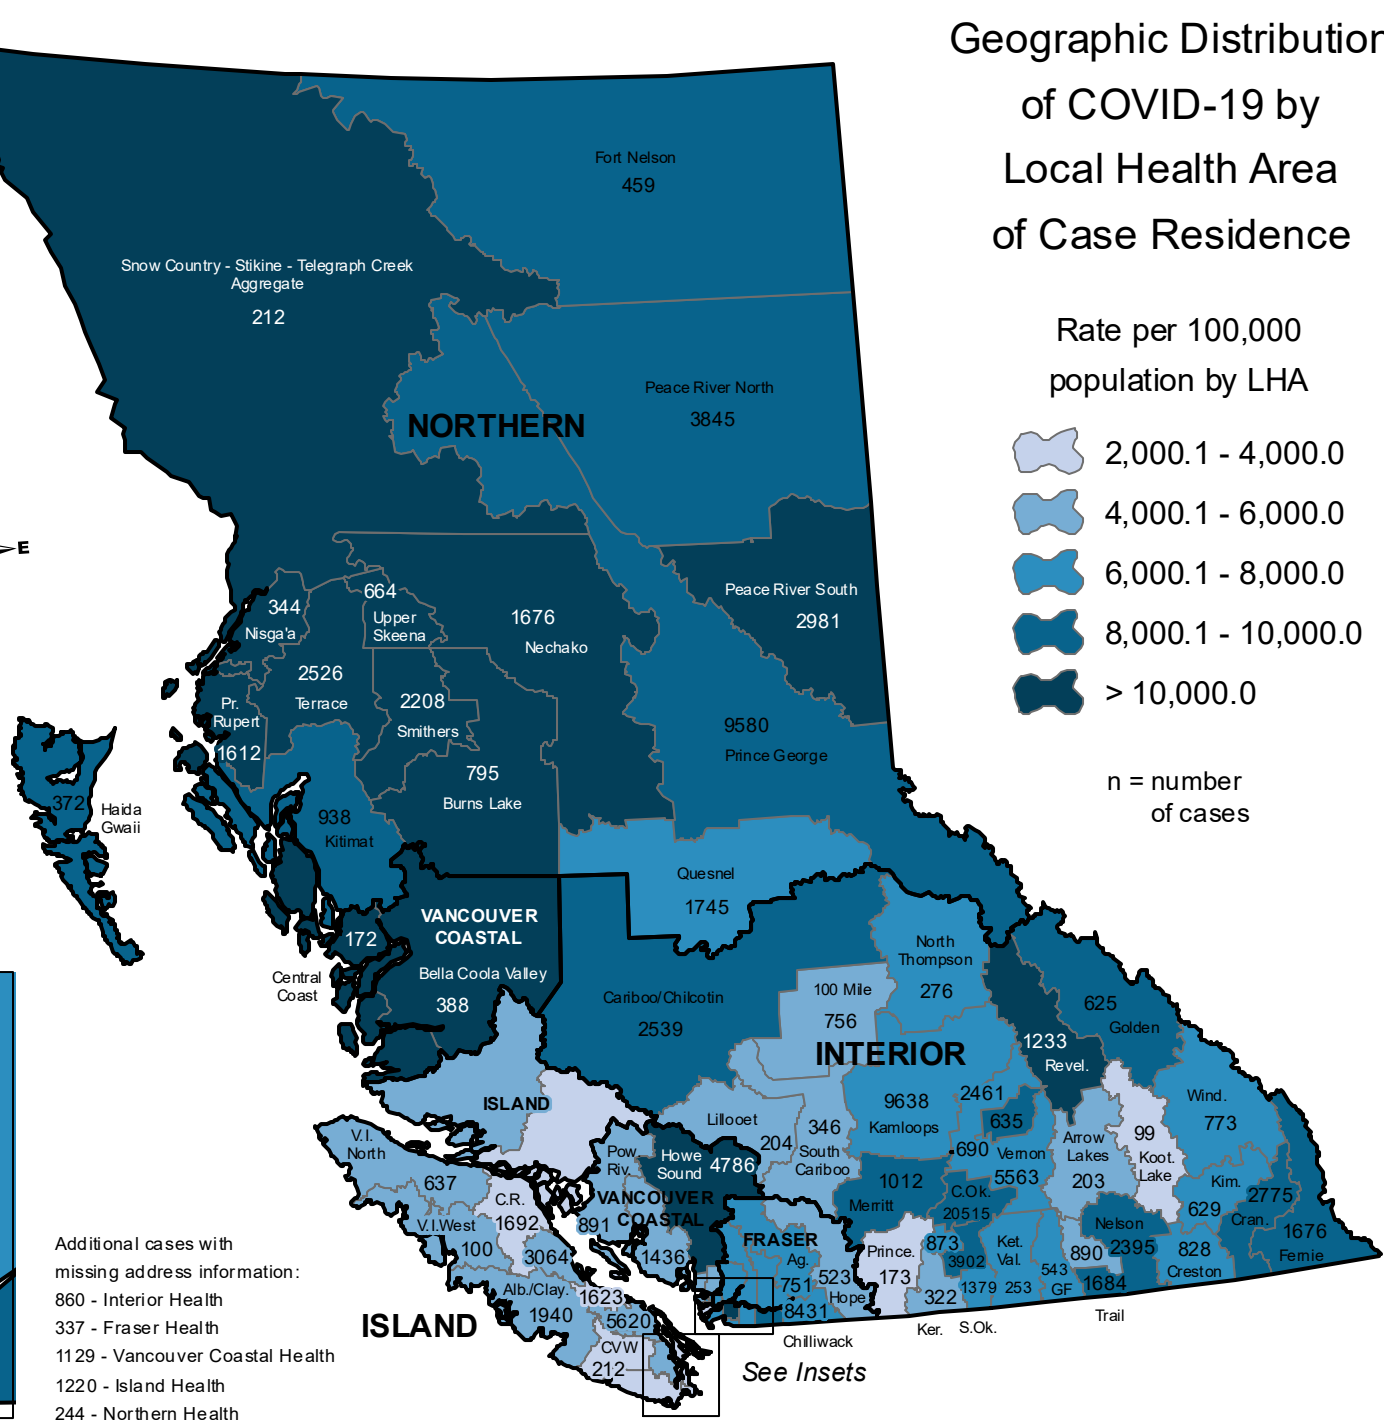 Geographic Distribution
of COVID-19 by
Local Health Area
of Case Residence
Rate per 100,000
population by LHA
2,000.1 - 4,000.0
4,000.1 - 6,000.0
6,000.1 - 8,000.0
8,000.1 - 10,000.0
> 10,000.0
n = number
of cases
Fort Nelson
459
Snow Country - Stikine - Telegraph Creek
Aggregate
212
Peace River North
3845
NORTHERN
E
Peace River South
2981
344
Nisga'a
664
Upper
Skeena
1676
Nechako
2526
Terrace
2208
Smithers
Pr.
Rupert
1612
9580
Prince George
795
Burns Lake
372
Haida
Gwaii
938
Kitimat
Quesnel
1745
VANCOUVER
COASTAL
172
Central
Coast
Bella Coola Valley
388
Cariboo/Chilcotin
2539
North
Thompson
276
100 Mile
756
INTERIOR
625
Golden
1233
Revel.
ISLAND
9638
Kamloops
2461
635
Wind.
773
Lillooet
204
346
South
Cariboo
690
Vernon
5563
Arrow
Lakes
203
99
Koot.
Lake
V.I.
North
637
Pow.
Riv.
Howe
Sound
4786
VANCOUVER
COASTAL
C.R.
1692
891
1012
Merritt
C.Ok.
20515
Kim.
629
2775
Cran.
1676
Fernie
V.I.West
100
3064
1436
FRASER
Ag.
751
523
Hope
8431
Prince.
173
873
3902
Ket.
Val.
253
1379
322
543
GF
Nelson
2395
890
1684
828
Creston
Alb./Clay.
1940
1623
5620
CVW
212
ISLAND
Chilliwack
Ker.
S.Ok.
Trail
See Insets
Additional cases with
missing address information:
860 - Interior Health
337 - Fraser Health
1129 - Vancouver Coastal Health
1220 - Island Health
244 - Northern Health